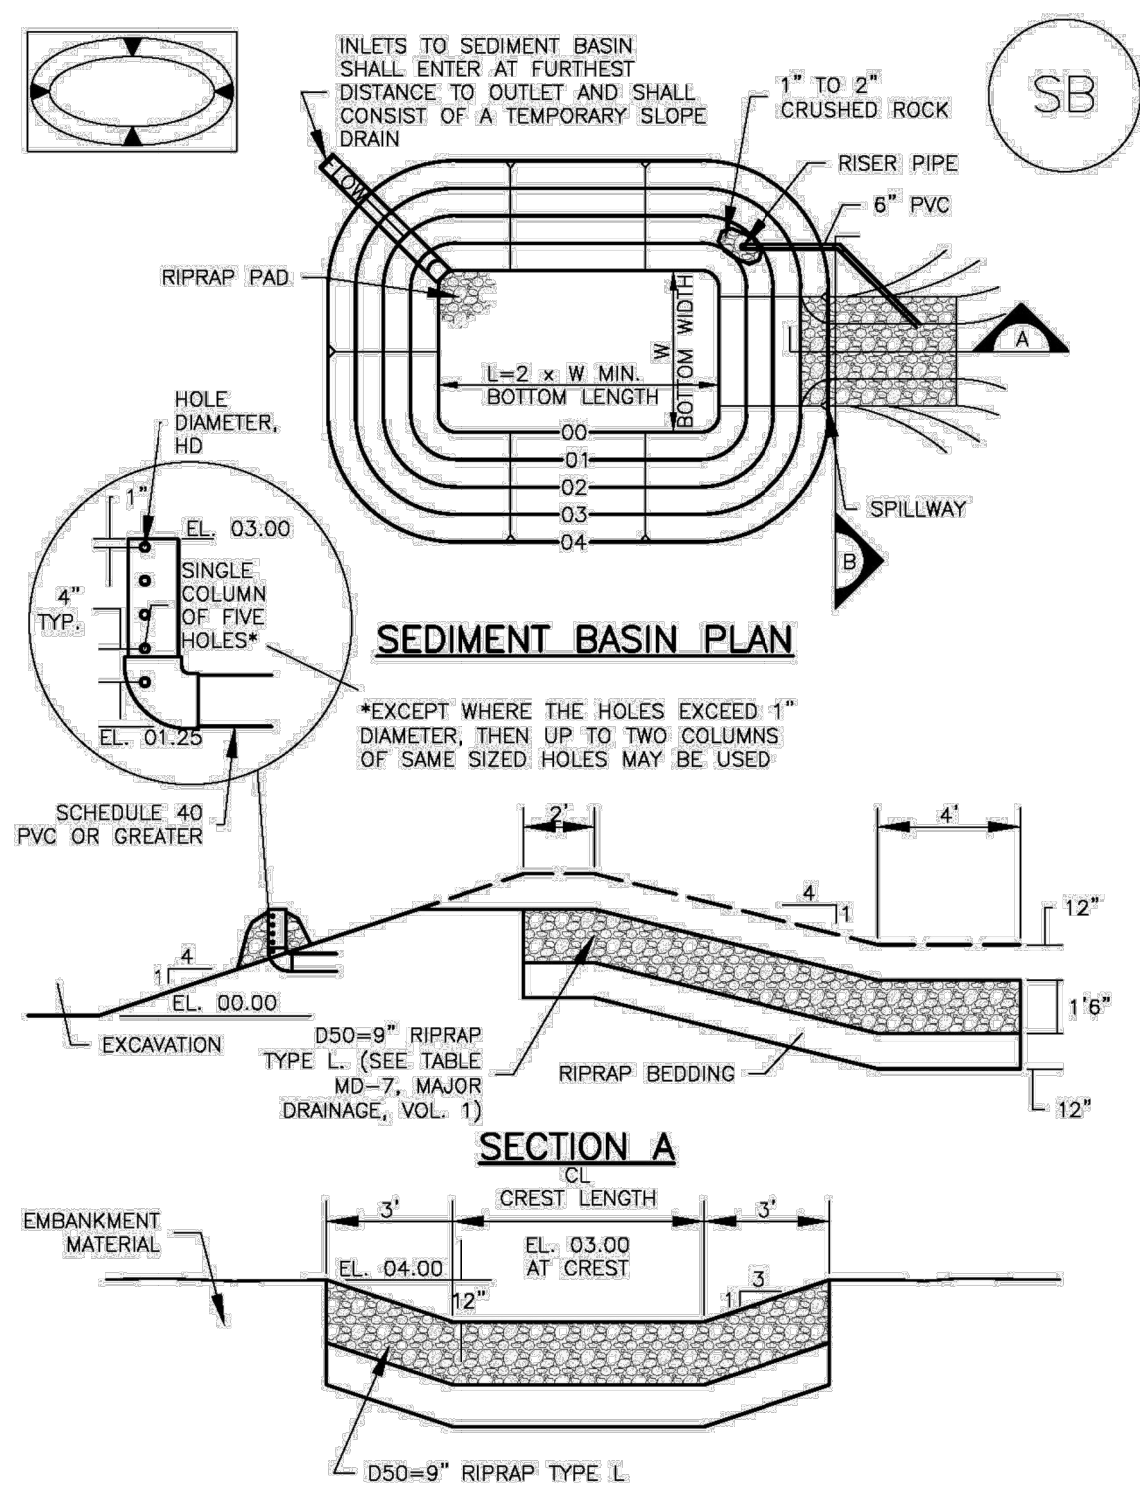 INLETS TO SEDIMENT BASIN
SHALL ENTER AT FURTHEST
DISTANCE TO OUTLET AND SHALL
CONSIST OF A TEMPORARY SLOPE
DRAIN
1" TO 2"
CRUSHED ROCK
SB
RISER PIPE
6" PVC
FLOW
RIPRAP PAD
W
BOTTOM WIDTH
L=2 x W MIN.
BOTTOM LENGTH
A
00
01
02
03
04
SPILLWAY
B
HOLE
DIAMETER,
HD
1"
EL. 03.00
4"
TYP.
SINGLE
COLUMN
OF FIVE
HOLES*
EL. 01.25
SEDIMENT BASIN PLAN
*EXCEPT WHERE THE HOLES EXCEED 1"
DIAMETER, THEN UP TO TWO COLUMNS
OF SAME SIZED HOLES MAY BE USED
SCHEDULE 40
PVC OR GREATER
2'
4'
4
1
12"
4
1
EL. 00.00
EXCAVATION
1'6"
D50=9" RIPRAP
TYPE L. (SEE TABLE
MD-7, MAJOR
DRAINAGE, VOL. 1)
RIPRAP BEDDING
12"
SECTION A
CL
CREST LENGTH
3'
3'
EMBANKMENT
MATERIAL
EL. 04.00
EL. 03.00
AT CREST
12"
3
1
D50=9" RIPRAP TYPE L